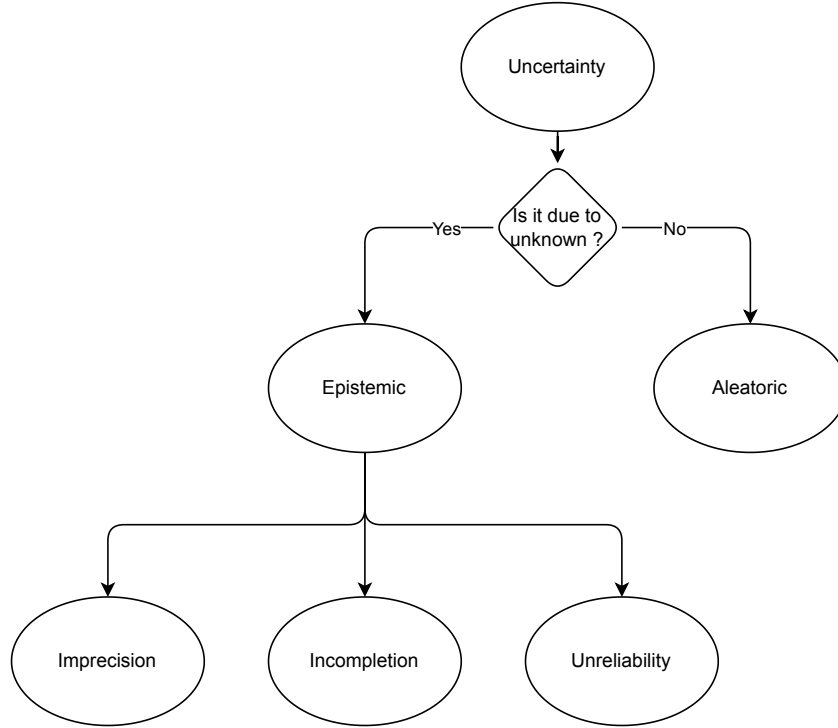 Uncertainty
Is it due to
unknown ?
Yes
No
Epistemic
Aleatoric
Imprecision
Incompletion
Unreliability